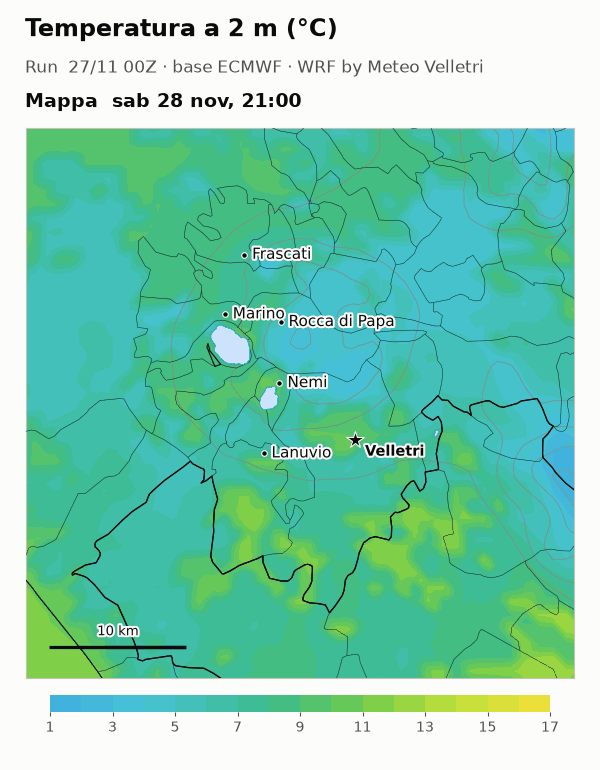 Temperatura a 2 m (°C)
Run  27/11 00Z · base ECMWF · WRF by Meteo Velletri
Mappa  sab 28 nov, 21:00
Frascati
Marino
Rocca di Papa
Nemi
Velletri
Lanuvio
10 km
1 3 5 7 9 11 13 15 17